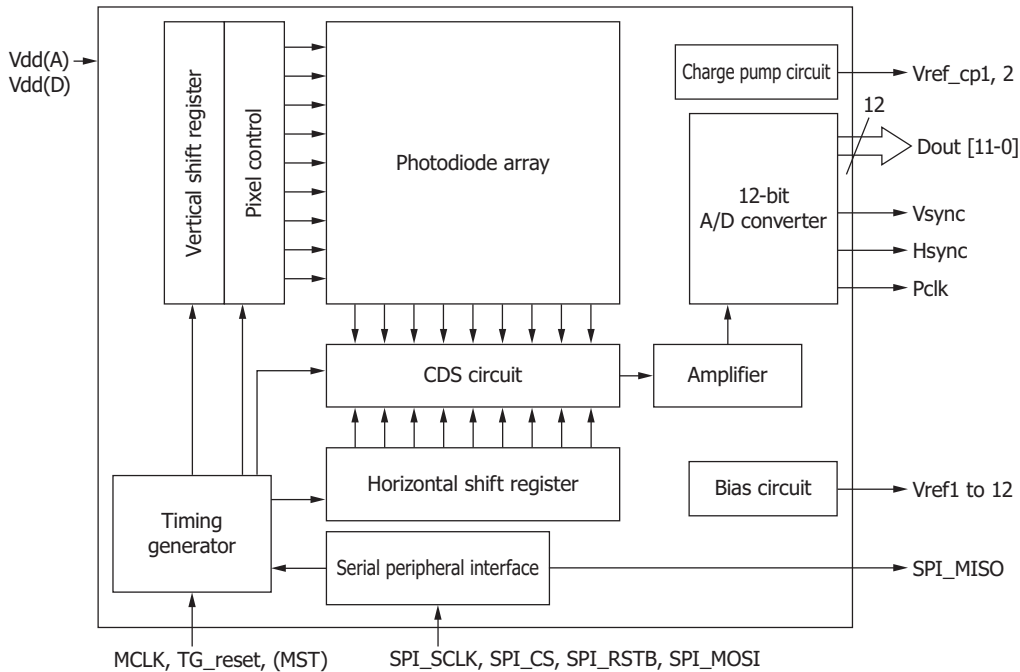 Vdd(A)
Vdd(D)
Vertical shift register
Pixel control
Photodiode array
Charge pump circuit
Vref_cp1, 2
12
Dout [11-0]
12-bit
A/D converter
Vsync
Hsync
Pclk
CDS circuit
Amplifier
Horizontal shift register
Bias circuit
Vref1 to 12
Timing
generator
Serial peripheral interface
SPI_MISO
MCLK, TG_reset, (MST)
SPI_SCLK, SPI_CS, SPI_RSTB, SPI_MOSI